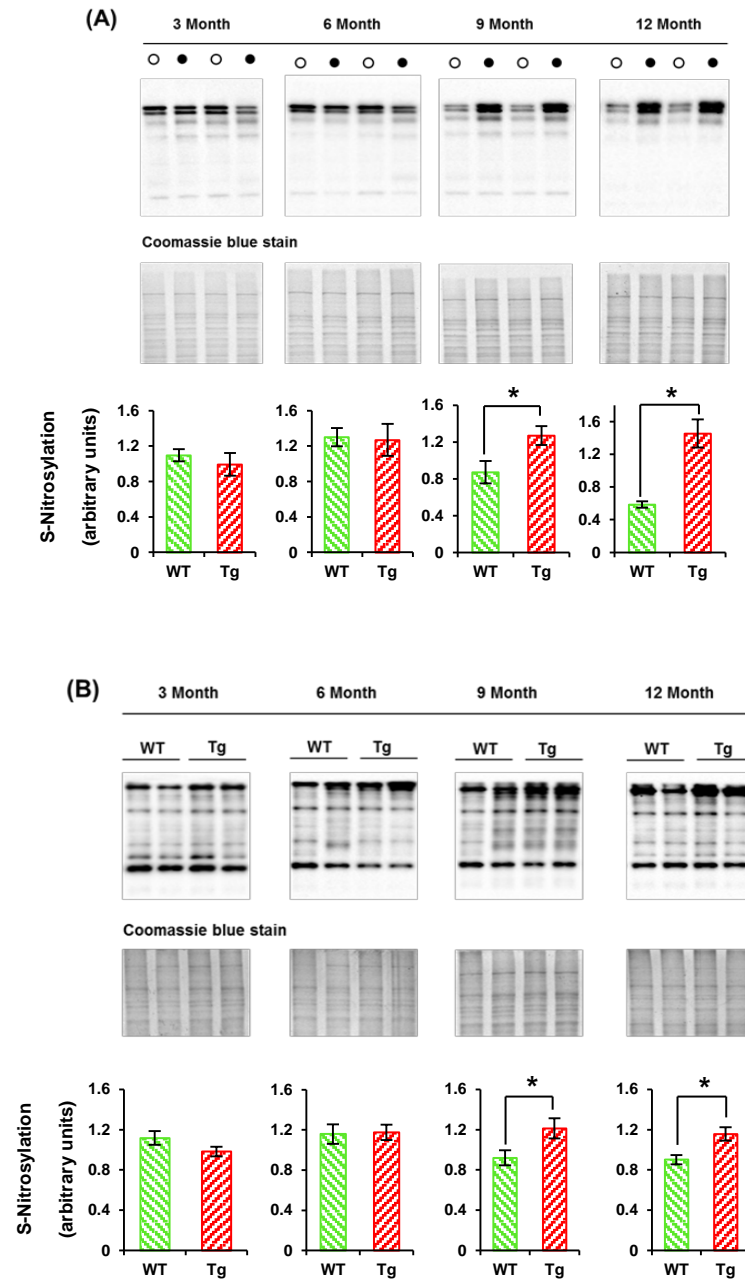 (A)
3 Month 6 Month 9 Month 12 Month
Coomassie blue stain
S-Nitrosylation
(arbitrary units)
1.6 1.6 1.6 1.6
1.2 1.2 1.2 1.2
0.8 0.8 0.8 0.8
0.4 0.4 0.4 0.4
0 0 0 0
* *
WT Tg WT Tg WT Tg WT Tg
(B)
3 Month 6 Month 9 Month 12 Month
WT Tg WT Tg WT Tg WT Tg
Coomassie blue stain
S-Nitrosylation
(arbitrary units)
1.6 1.6 1.6 1.6
1.2 1.2 1.2 1.2
0.8 0.8 0.8 0.8
0.4 0.4 0.4 0.4
0 0 0 0
* *
WT Tg WT Tg WT Tg WT Tg